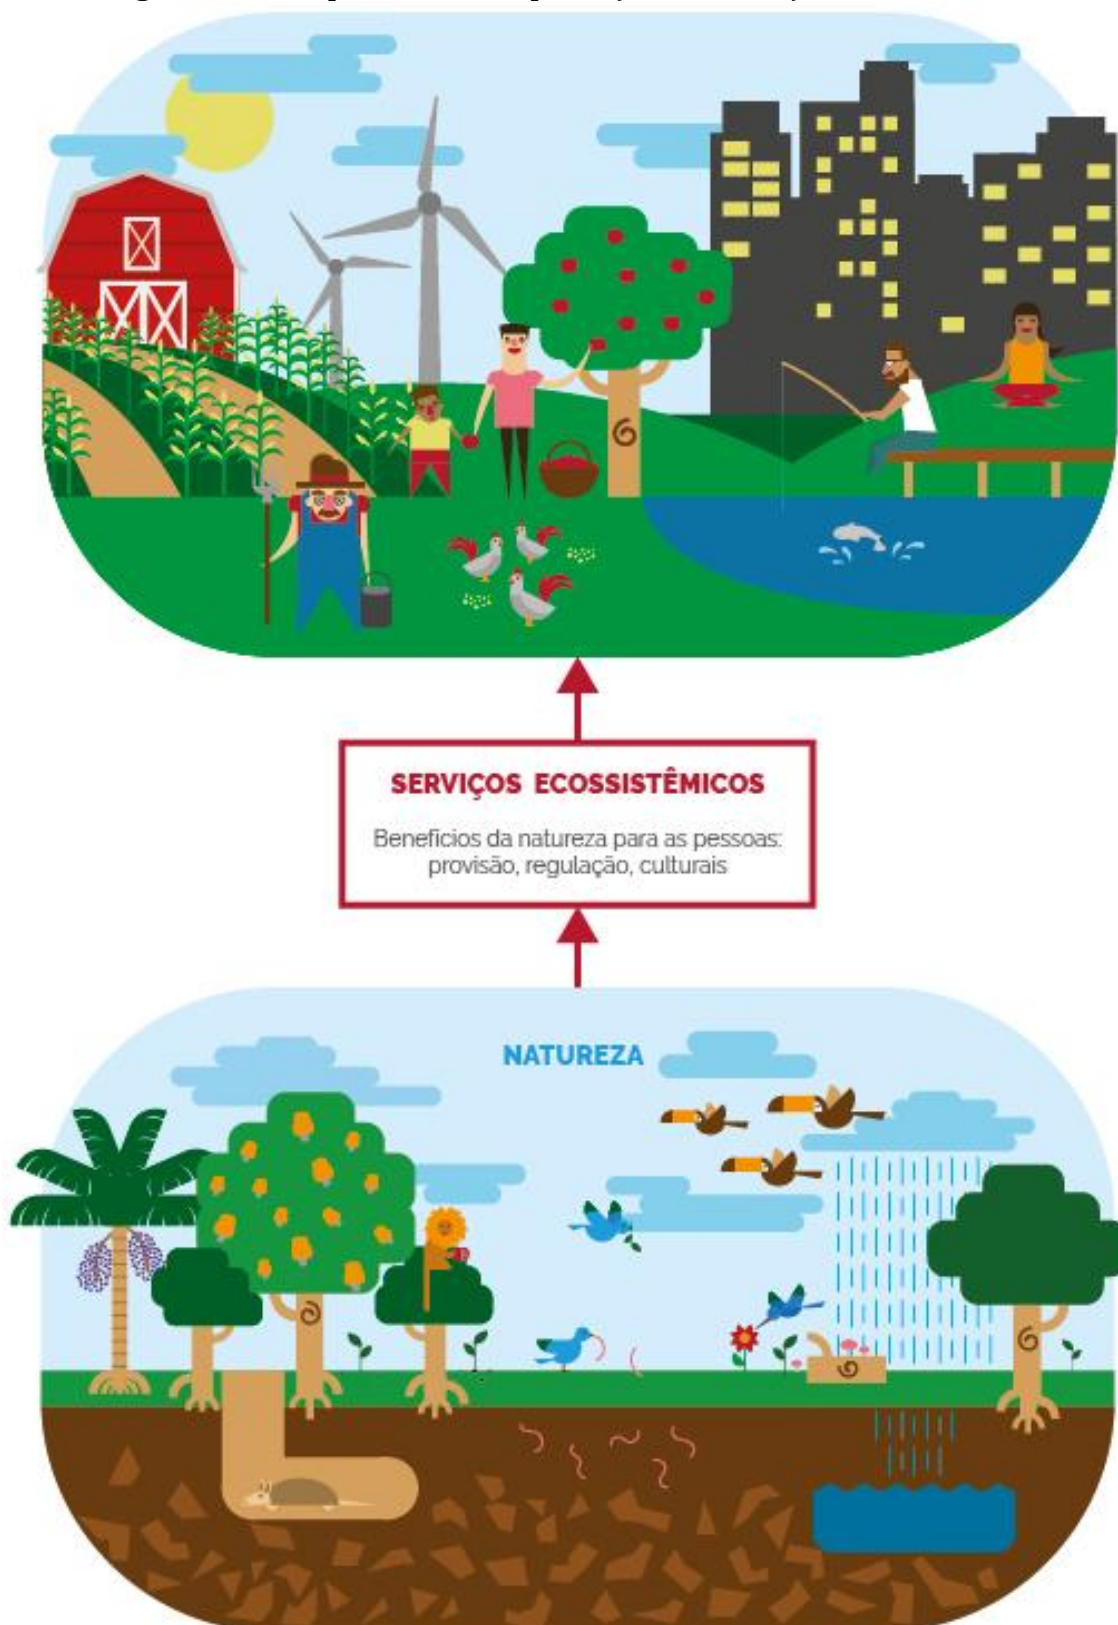 SERVIÇOS ECOSSISTÊMICOS
Benefícios da natureza para as pessoas:
provisão, regulação, culturais
NATUREZA